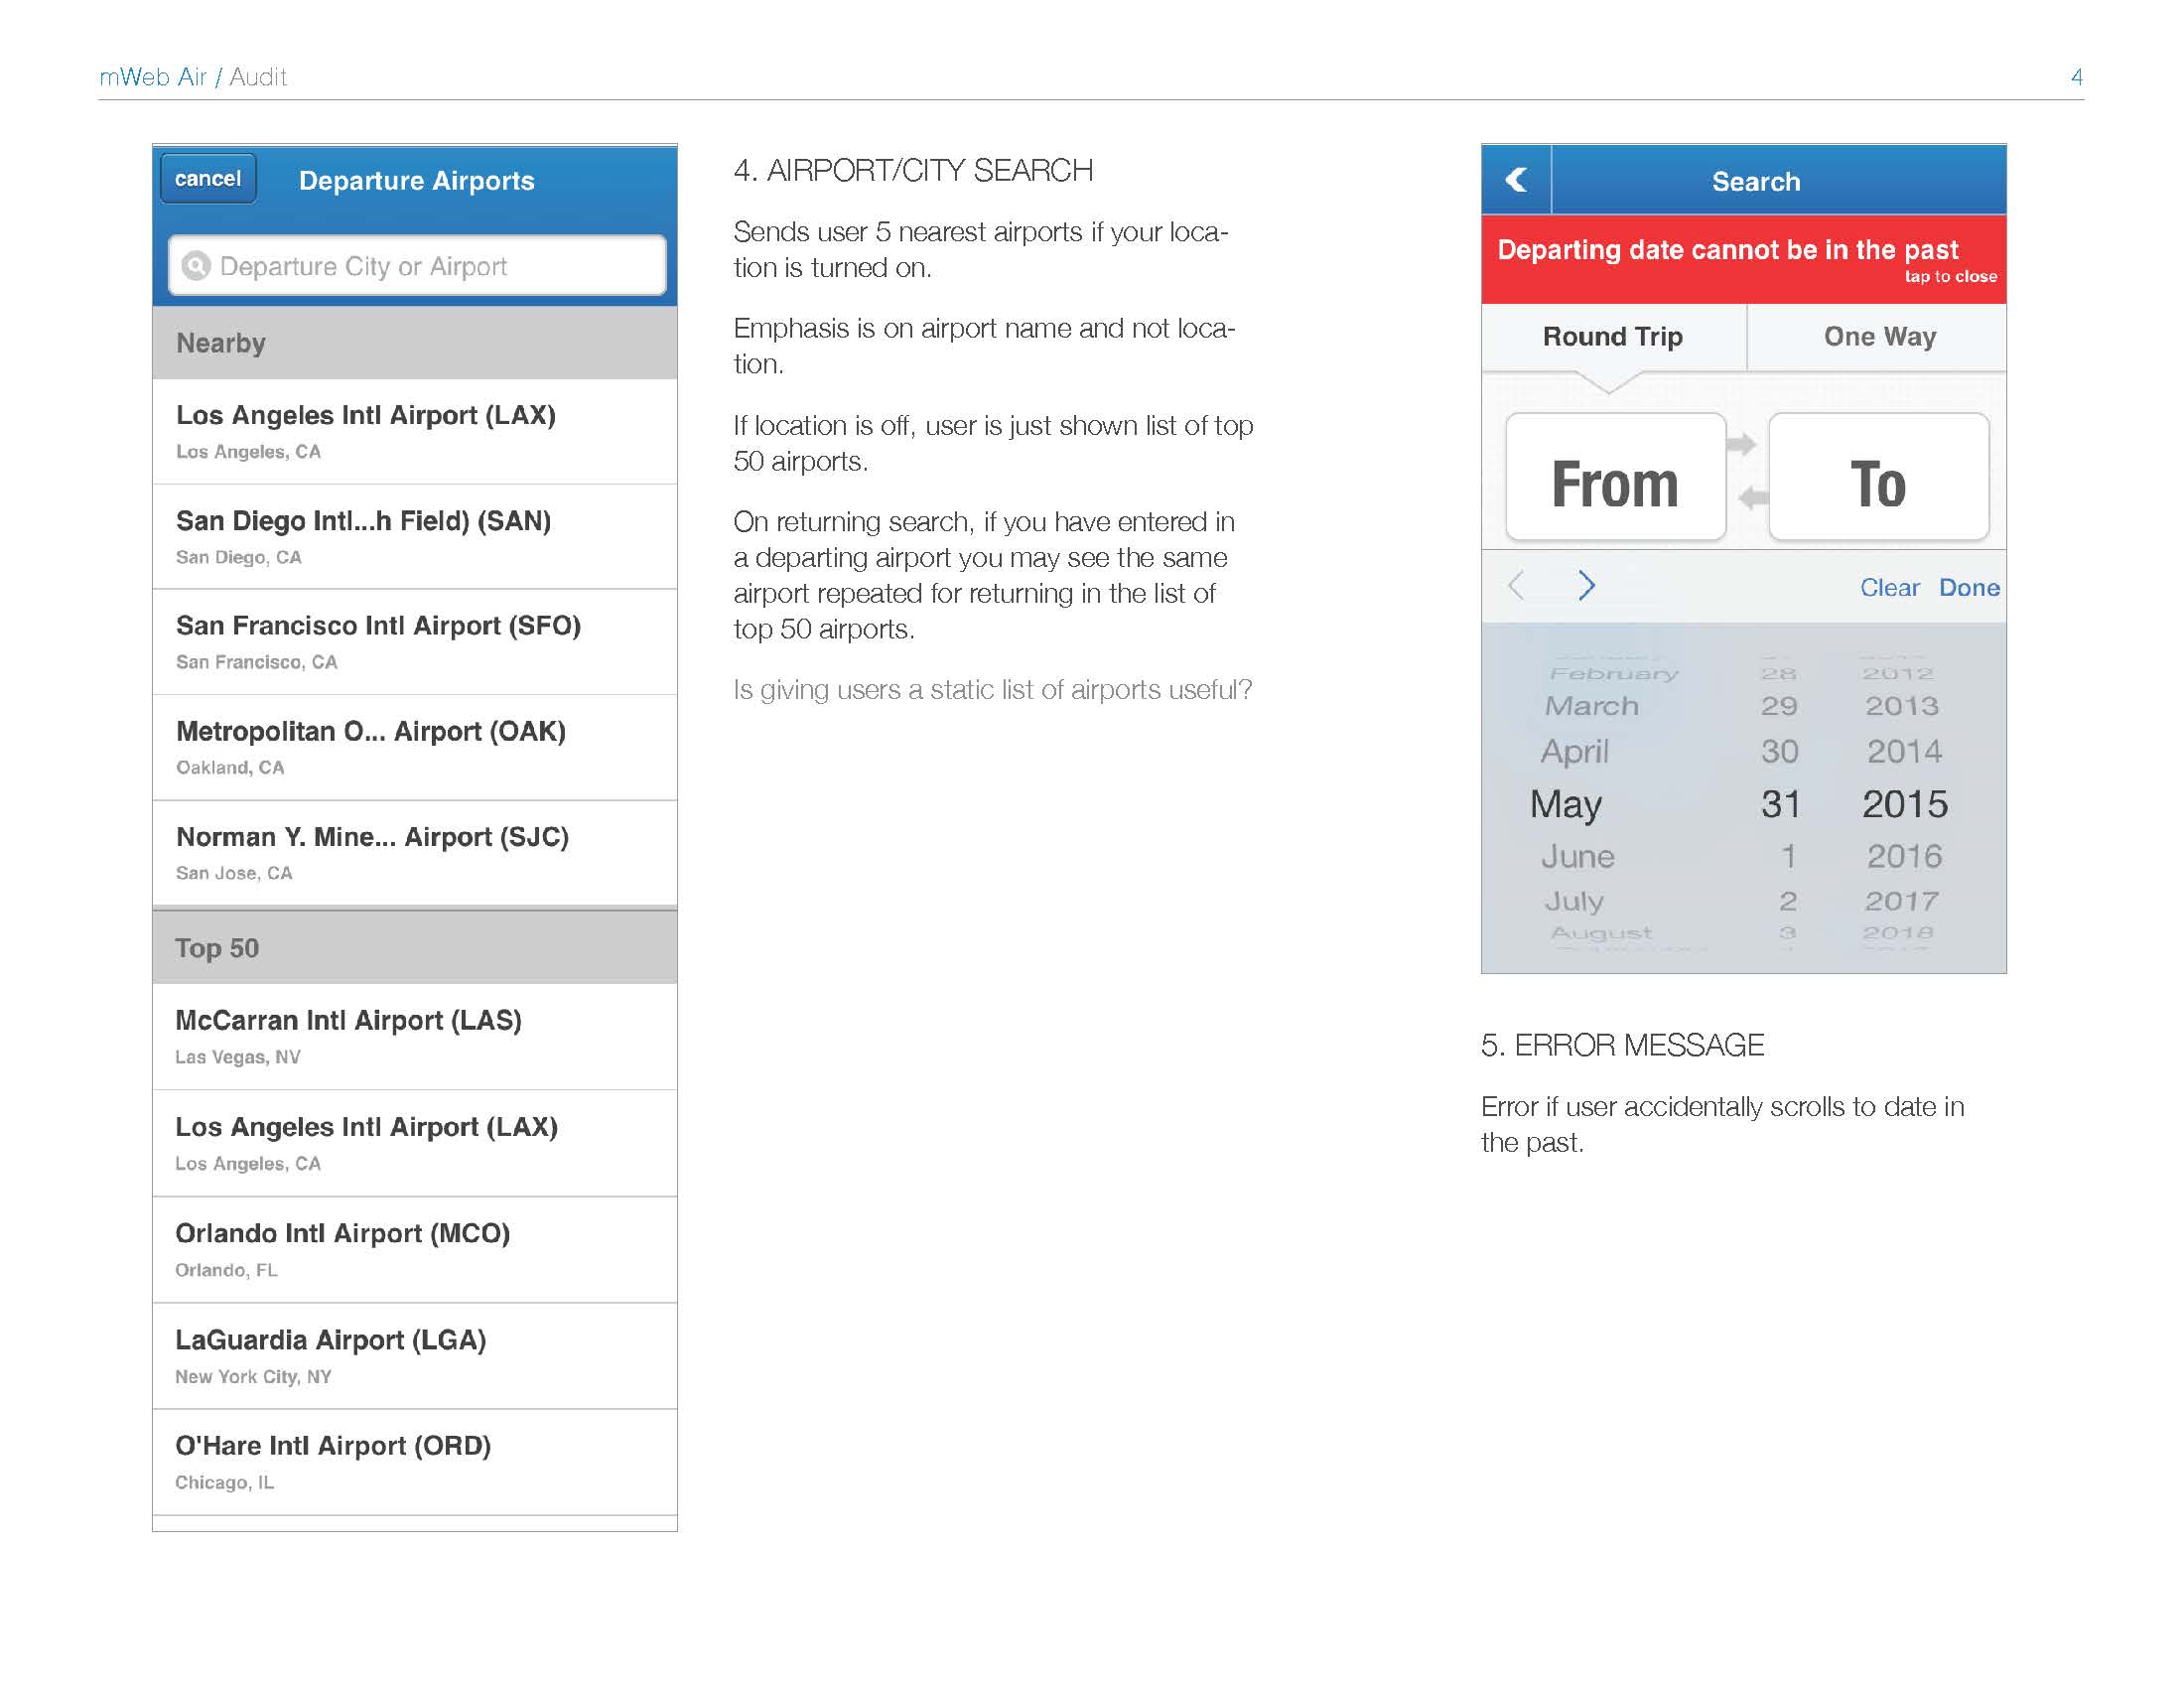 mWeb Air / Audit
4
cancel
Departure Airports
Departure City or Airport
Nearby
Los Angeles Intl Airport (LAX)
Los Angeles, CA
San Diego Intl...h Field) (SAN)
San Diego, CA
San Francisco Intl Airport (SFO)
San Francisco, CA
Metropolitan O... Airport (OAK)
Oakland, CA
Norman Y. Mine... Airport (SJC)
San Jose, CA
Top 50
McCarran Intl Airport (LAS)
Las Vegas, NV
Los Angeles Intl Airport (LAX)
Los Angeles, CA
Orlando Intl Airport (MCO)
Orlando, FL
LaGuardia Airport (LGA)
New York City, NY
O'Hare Intl Airport (ORD)
Chicago, IL
4. AIRPORT/CITY SEARCH
Sends user 5 nearest airports if your loca-
tion is turned on.
Emphasis is on airport name and not loca-
tion.
If location is off, user is just shown list of top
50 airports.
On returning search, if you have entered in
a departing airport you may see the same
airport repeated for returning in the list of
top 50 airports.
Is giving users a static list of airports useful?
Search
Departing date cannot be in the past
tap to close
Round Trip
One Way
From
To
Clear Done
February 28 2012
March 29 2013
April 30 2014
May 31 2015
June 1 2016
July 2 2017
August 3 2018
5. ERROR MESSAGE
Error if user accidentally scrolls to date in
the past.